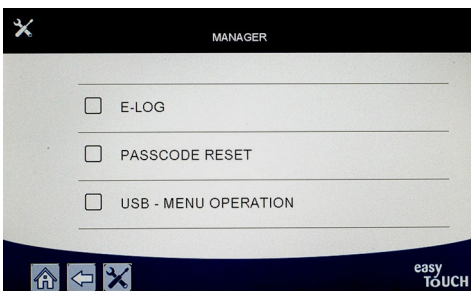 MANAGER
E-LOG
PASSCODE RESET
USB - MENU OPERATION
easy
TOUCH